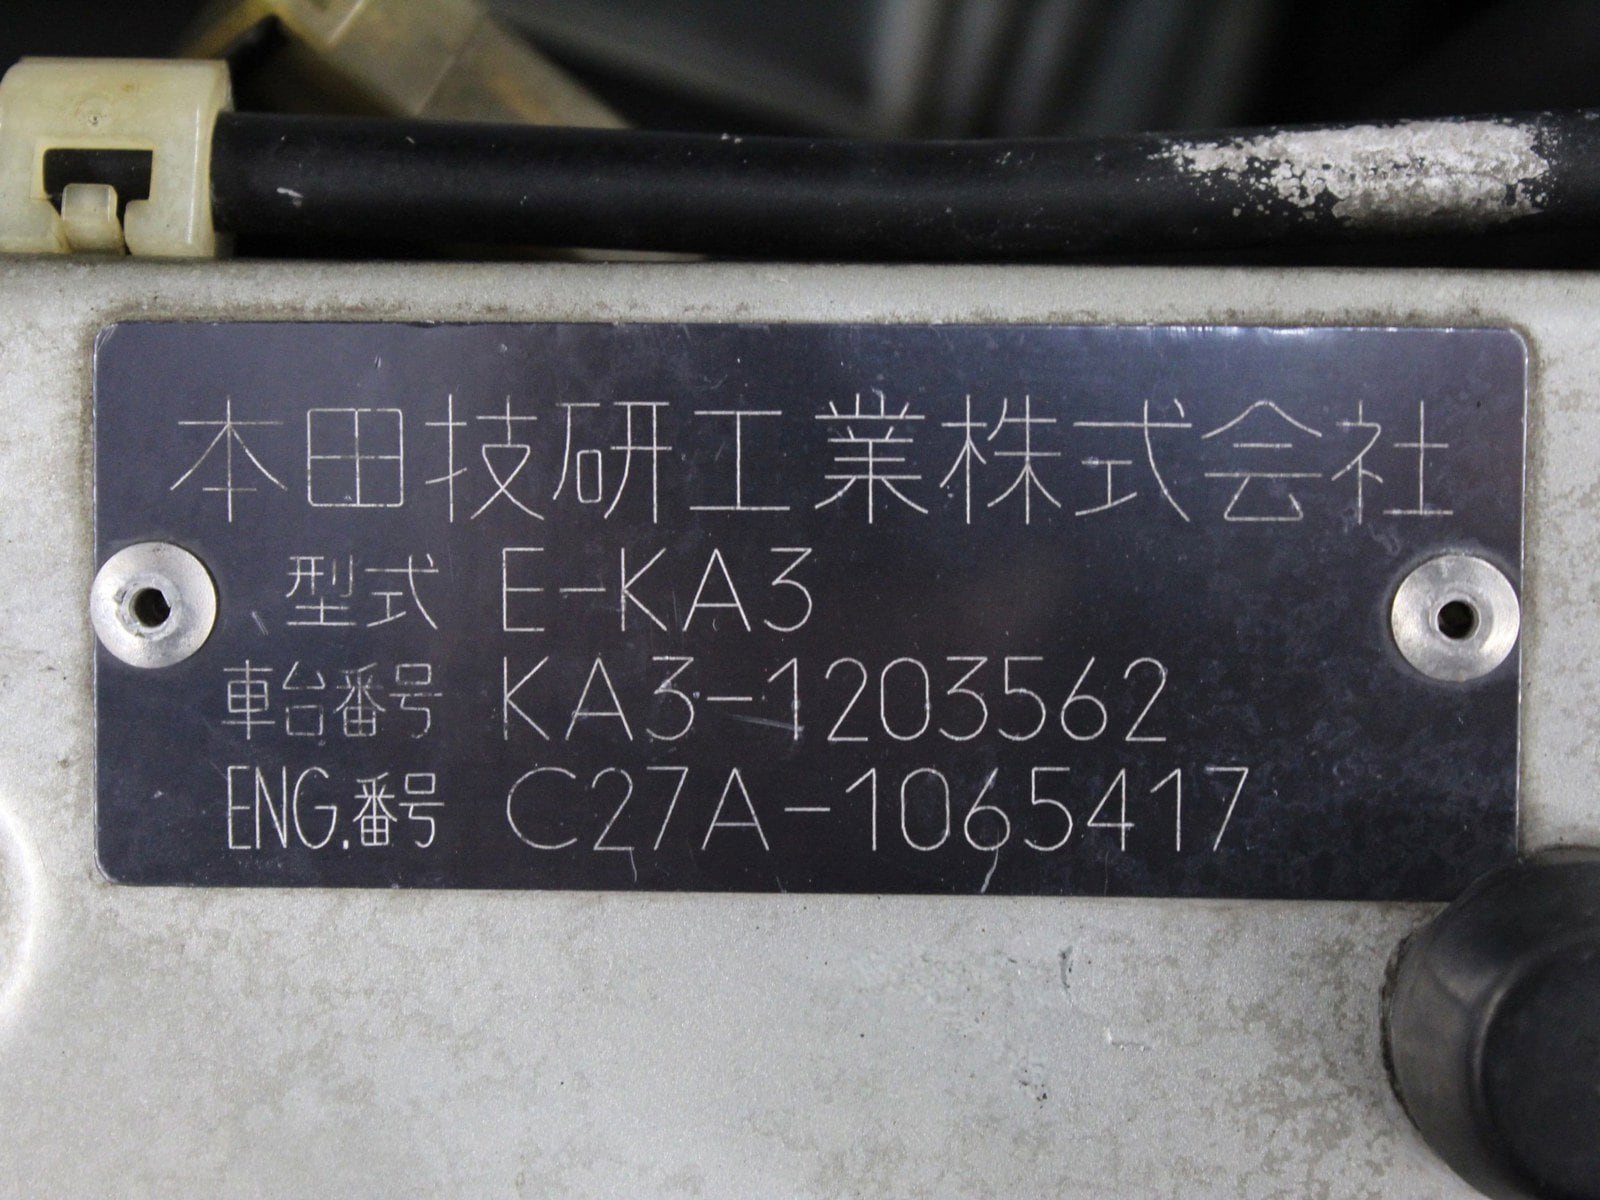 本田技研工業株式会社
型式 E-KA3
車台番号 KA3-1203562
ENG.番号 C27A-1065417